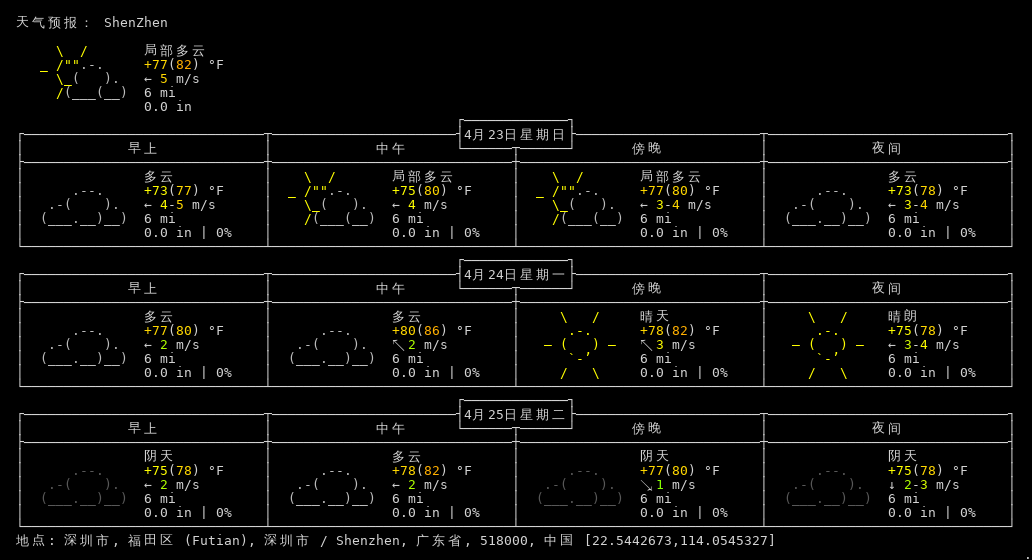 天气预报： ShenZhen
局部多云
+77(82) °F
← 5 m/s
6 mi
0.0 in
4月23日星期日
早上 中午 傍晚 夜间
多云 局部多云 局部多云 多云
+73(77) °F +75(80) °F +77(80) °F +73(78) °F
← 4-5 m/s ← 4 m/s ← 3-4 m/s ← 3-4 m/s
6 mi 6 mi 6 mi 6 mi
0.0 in | 0% 0.0 in | 0% 0.0 in | 0% 0.0 in | 0%
4月24日星期一
早上 中午 傍晚 夜间
多云 多云 晴天 晴朗
+77(80) °F +80(86) °F +78(82) °F +75(78) °F
← 2 m/s ↖ 2 m/s ↖ 3 m/s ← 3-4 m/s
6 mi 6 mi 6 mi 6 mi
0.0 in | 0% 0.0 in | 0% 0.0 in | 0% 0.0 in | 0%
4月25日星期二
早上 中午 傍晚 夜间
阴天 多云 阴天 阴天
+75(78) °F +78(82) °F +77(80) °F +75(78) °F
← 2 m/s ← 2 m/s ↘ 1 m/s ↓ 2-3 m/s
6 mi 6 mi 6 mi 6 mi
0.0 in | 0% 0.0 in | 0% 0.0 in | 0% 0.0 in | 0%
地点: 深圳市, 福田区 (Futian), 深圳市 / Shenzhen, 广东省, 518000, 中国 [22.5442673,114.0545327]